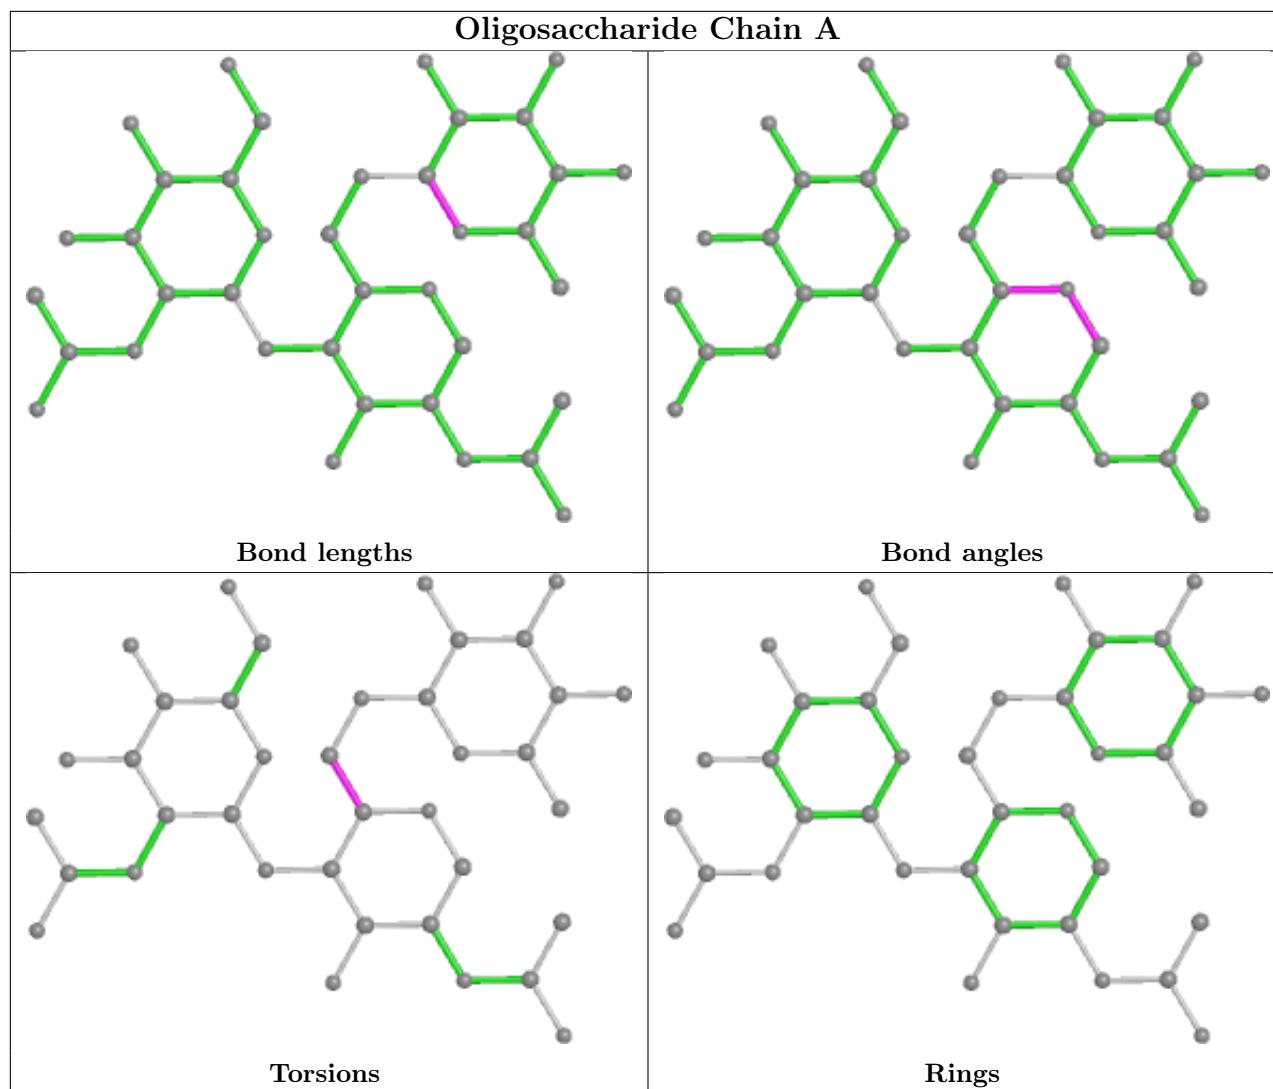 Oligosaccharide Chain A
Bond lengths
Bond angles
Torsions
Rings